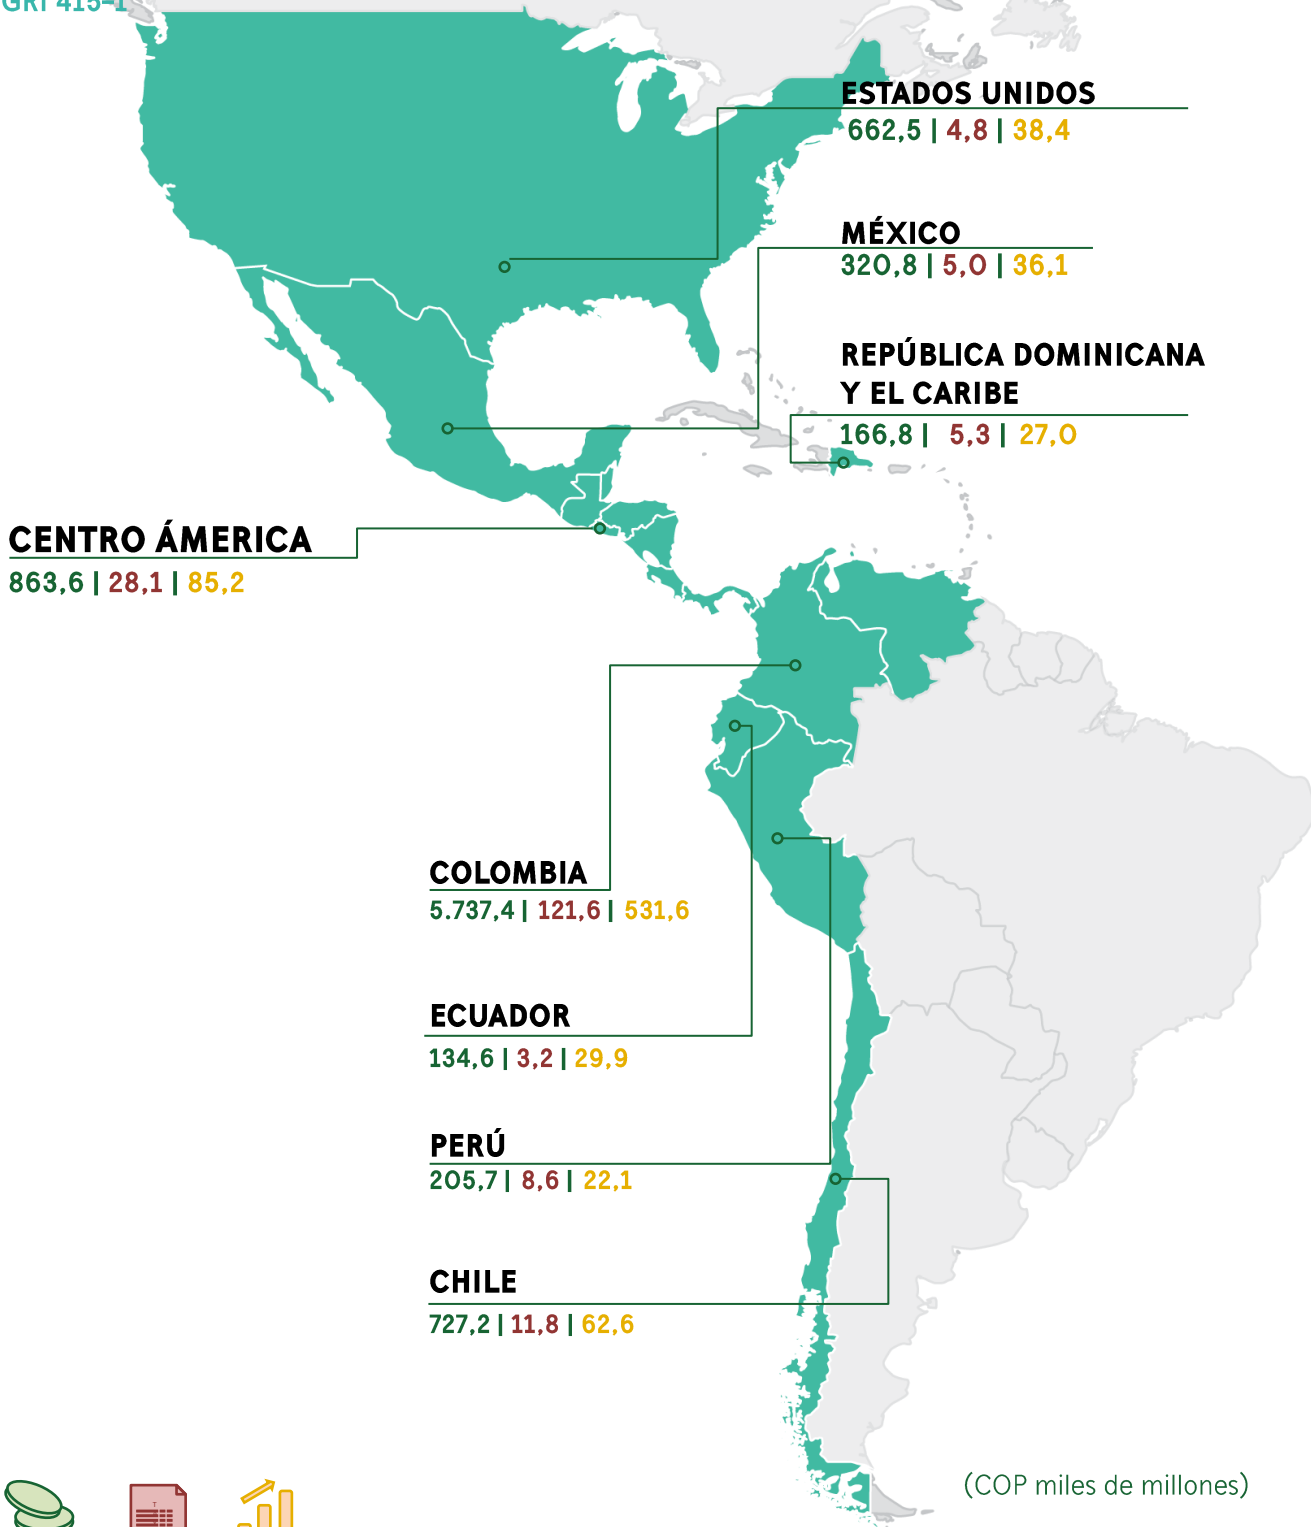 GRI 415-1
ESTADOS UNIDOS
662,5 | 4,8 | 38,4
MÉXICO
320,8 | 5,0 | 36,1
REPÚBLICA DOMINICANA
Y EL CARIBE
166,8 | 5,3 | 27,0
CENTRO ÁMERICA
863,6 | 28,1 | 85,2
COLOMBIA
5.737,4 | 121,6 | 531,6
ECUADOR
134,6 | 3,2 | 29,9
PERÚ
205,7 | 8,6 | 22,1
CHILE
727,2 | 11,8 | 62,6
(COP miles de millones)
T